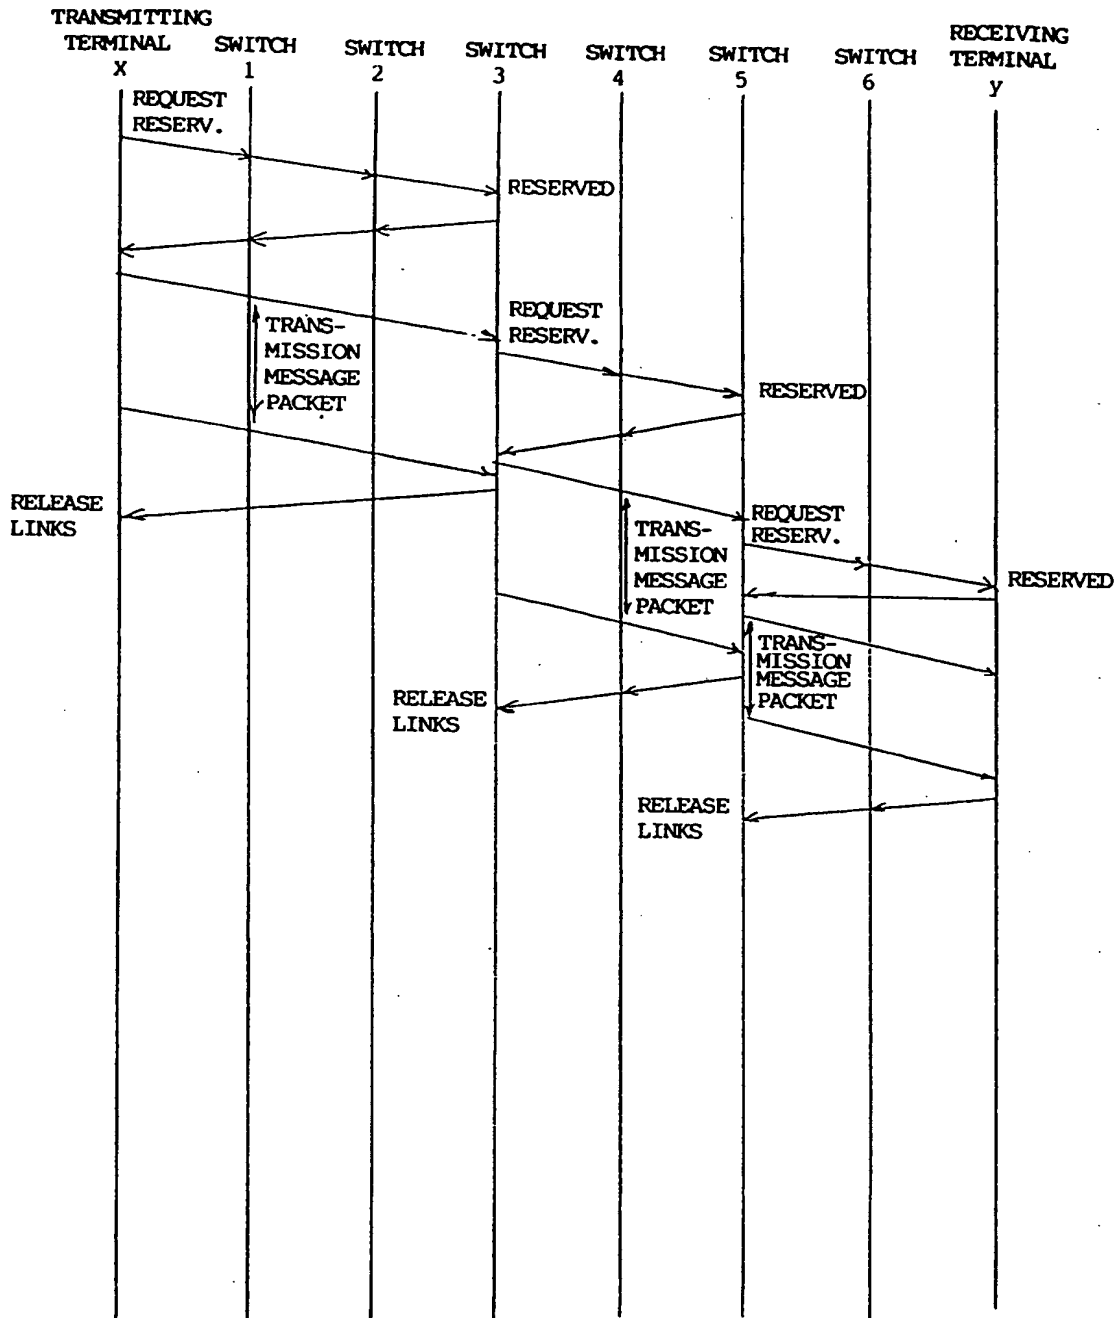 TRANSMITTING
TERMINAL
X
SWITCH
1
SWITCH
2
SWITCH
3
SWITCH
4
SWITCH
5
SWITCH
6
RECEIVING
TERMINAL
y
REQUEST
RESERV.
RESERVED
TRANS-
MISSION
MESSAGE
PACKET
REQUEST
RESERV.
RESERVED
RELEASE
LINKS
TRANS-
MISSION
MESSAGE
PACKET
REQUEST
RESERV.
RESERVED
TRANS-
MISSION
MESSAGE
PACKET
RELEASE
LINKS
RELEASE
LINKS